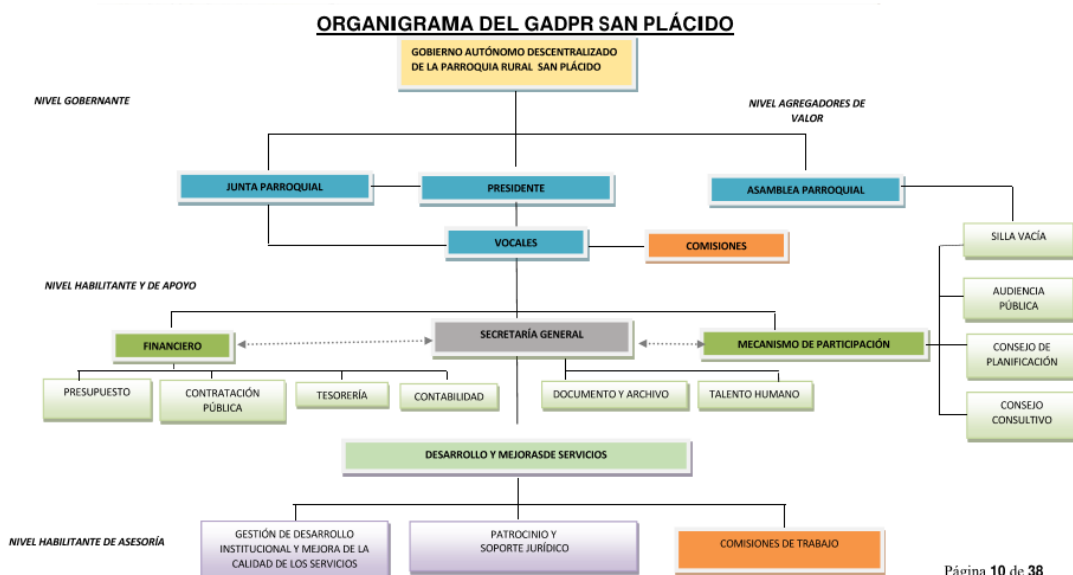 ORGANIGRAMA DEL GADPR SAN PLÁCIDO
GOBIERNO AUTÓNOMO DESCENTRALIZADO
DE LA PARROQUIA RURAL SAN PLÁCIDO
NIVEL GOBERNANTE
NIVEL AGREGADORES DE
VALOR
JUNTA PARROQUIAL
PRESIDENTE
ASAMBLEA PARROQUIAL
VOCALES
COMISIONES
SILLA VACÍA
NIVEL HABILITANTE Y DE APOYO
AUDIENCIA
PÚBLICA
FINANCIERO
SECRETARÍA GENERAL
MECANISMO DE PARTICIPACIÓN
CONSEJO DE
PLANIFICACIÓN
PRESUPUESTO
CONTRATACIÓN
PÚBLICA
TESORERÍA
CONTABILIDAD
DOCUMENTO Y ARCHIVO
TALENTO HUMANO
CONSEJO
CONSULTIVO
DESARROLLO Y MEJORASDE SERVICIOS
NIVEL HABILITANTE DE ASESORÍA
GESTIÓN DE DESARROLLO
INSTITUCIONAL Y MEJORA DE LA
CALIDAD DE LOS SERVICIOS
PATROCINIO Y
SOPORTE JURÍDICO
COMISIONES DE TRABAJO
Página 10 de 38